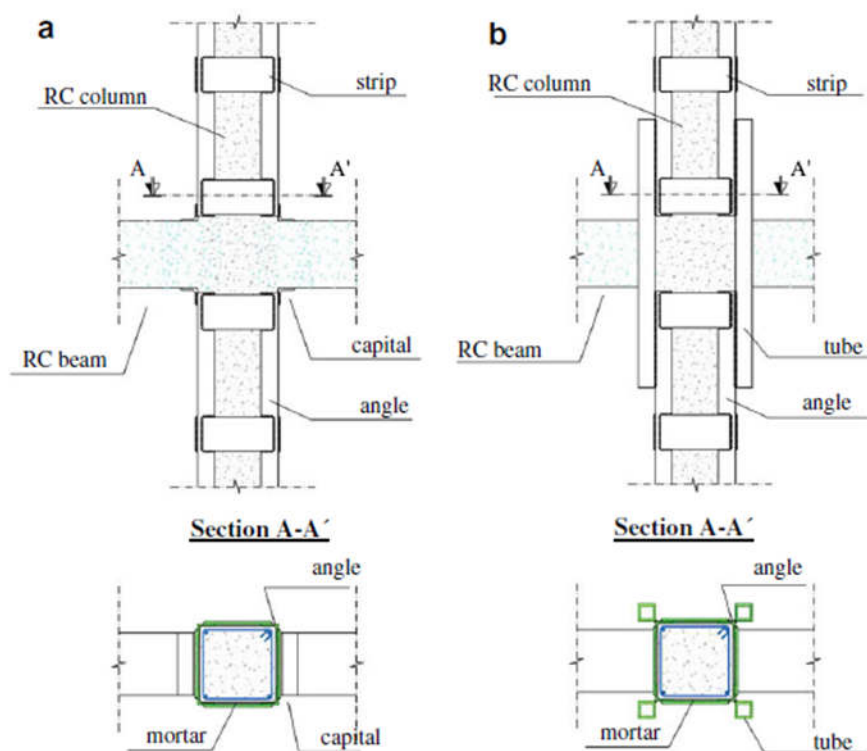 a
strip
RC column
A
A'
RC beam
capital
angle
Section A-A´
angle
mortar
capital
b
strip
RC column
A
A'
RC beam
tube
angle
Section A-A´
angle
mortar
tube